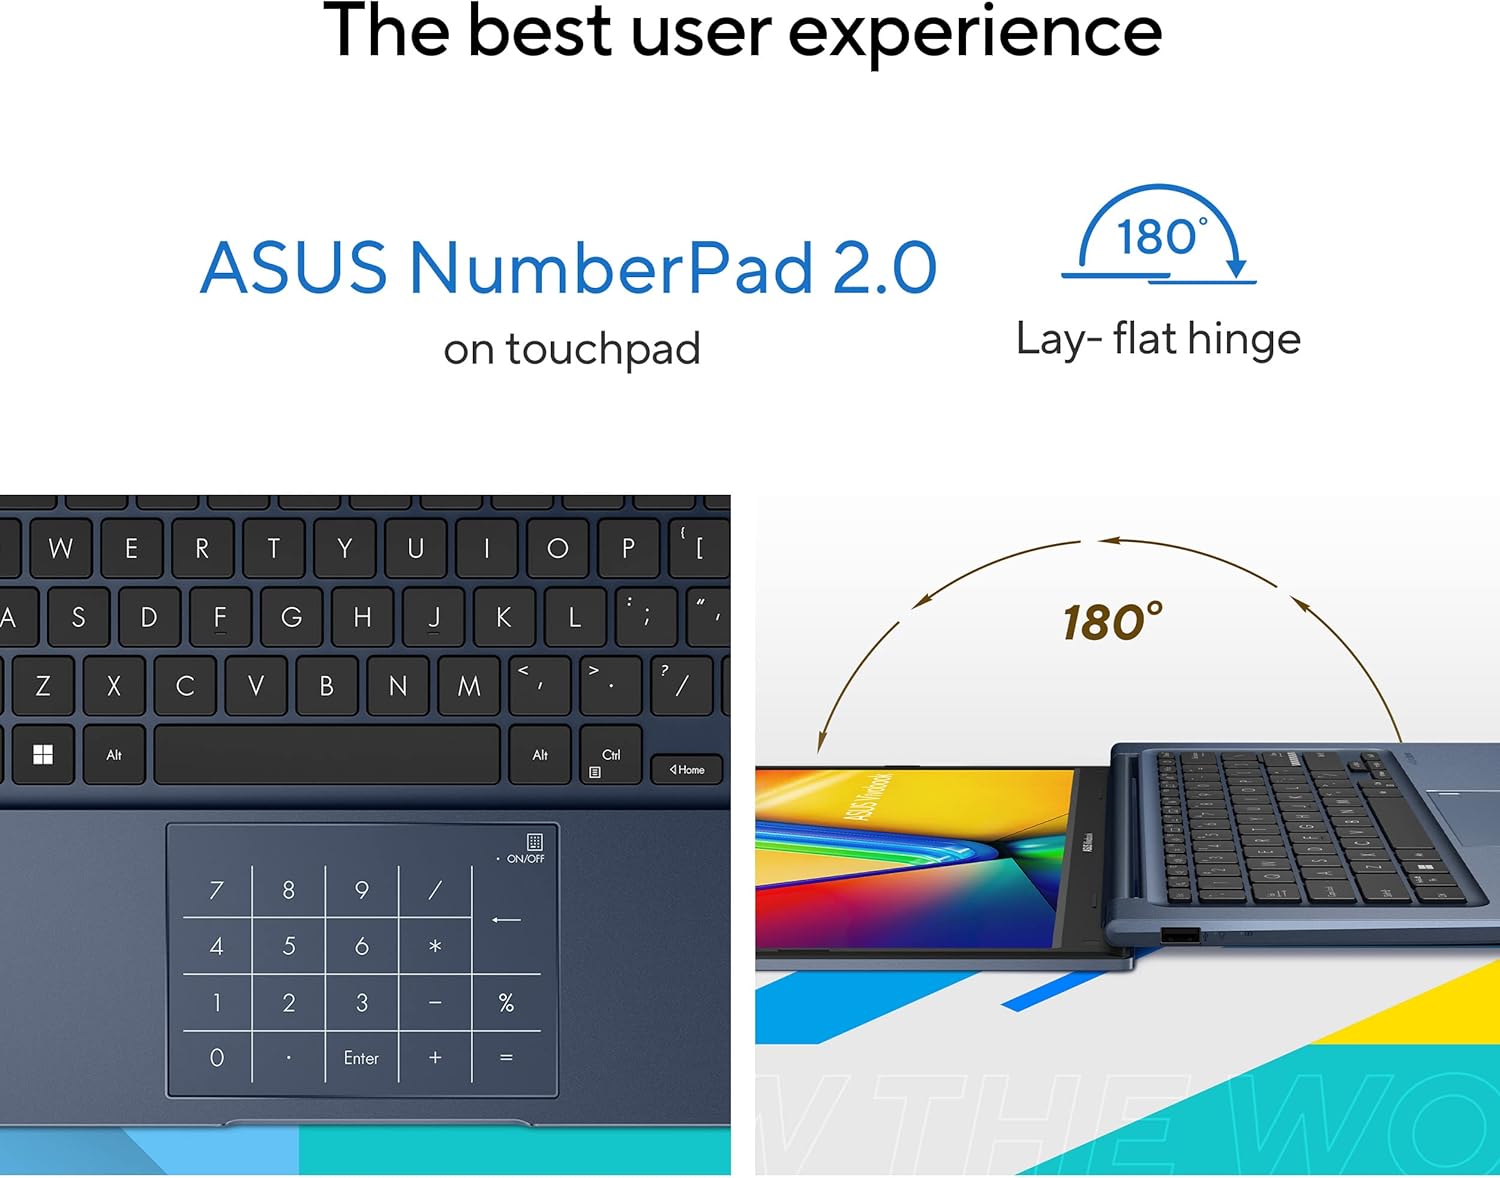 The best user experience
ASUS NumberPad 2.0
on touchpad
180°
Lay- flat hinge
W E R T Y U I O P { [
A S D F G H J K L : ; “ ‘
Z X C V B N M < , > . ? /
Alt Alt Ctrl Home
ON/OFF
7 8 9 / ←
4 5 6 *
1 2 3 − %
0 . Enter + =
180°
ASUS Vivobook
ASUS Vivobook
W THE WO